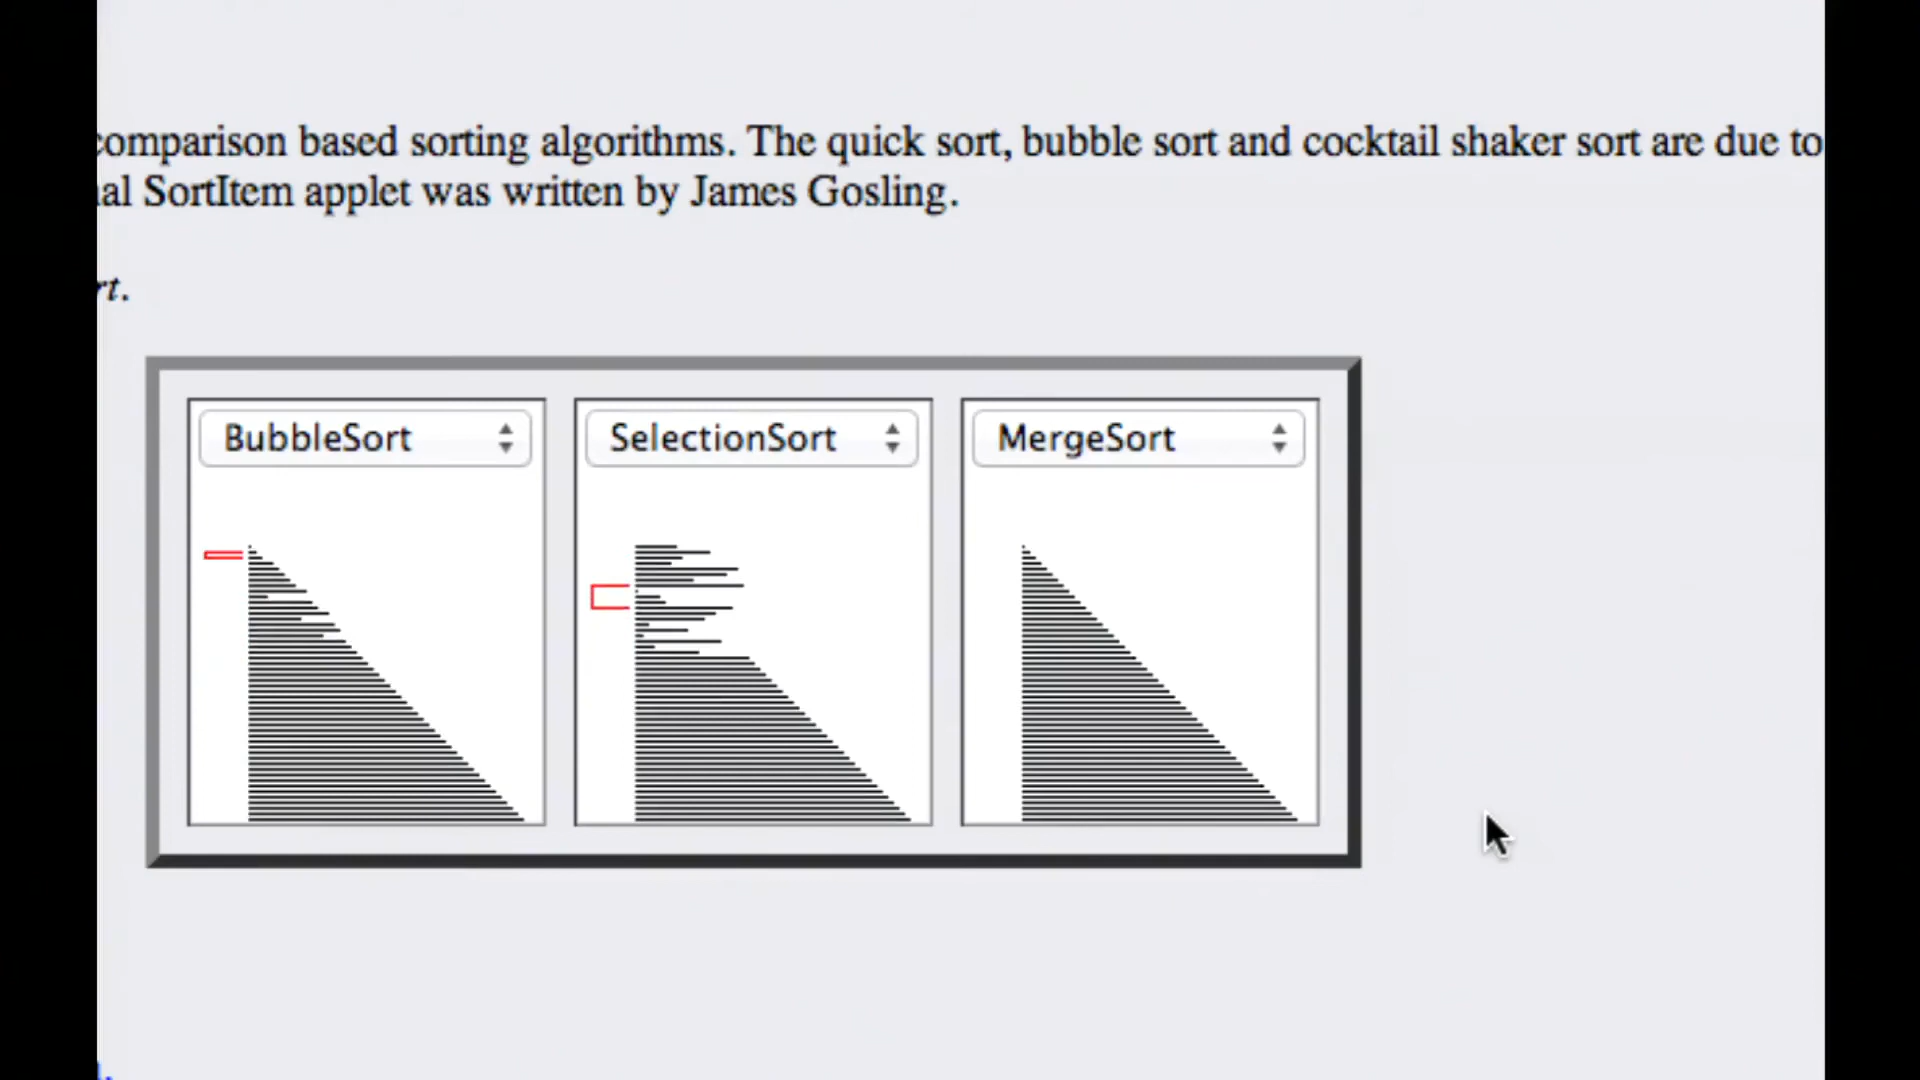 comparison based sorting algorithms. The quick sort, bubble sort and cocktail shaker sort are due to
al SortItem applet was written by James Gosling.
rt.
BubbleSort
SelectionSort
MergeSort